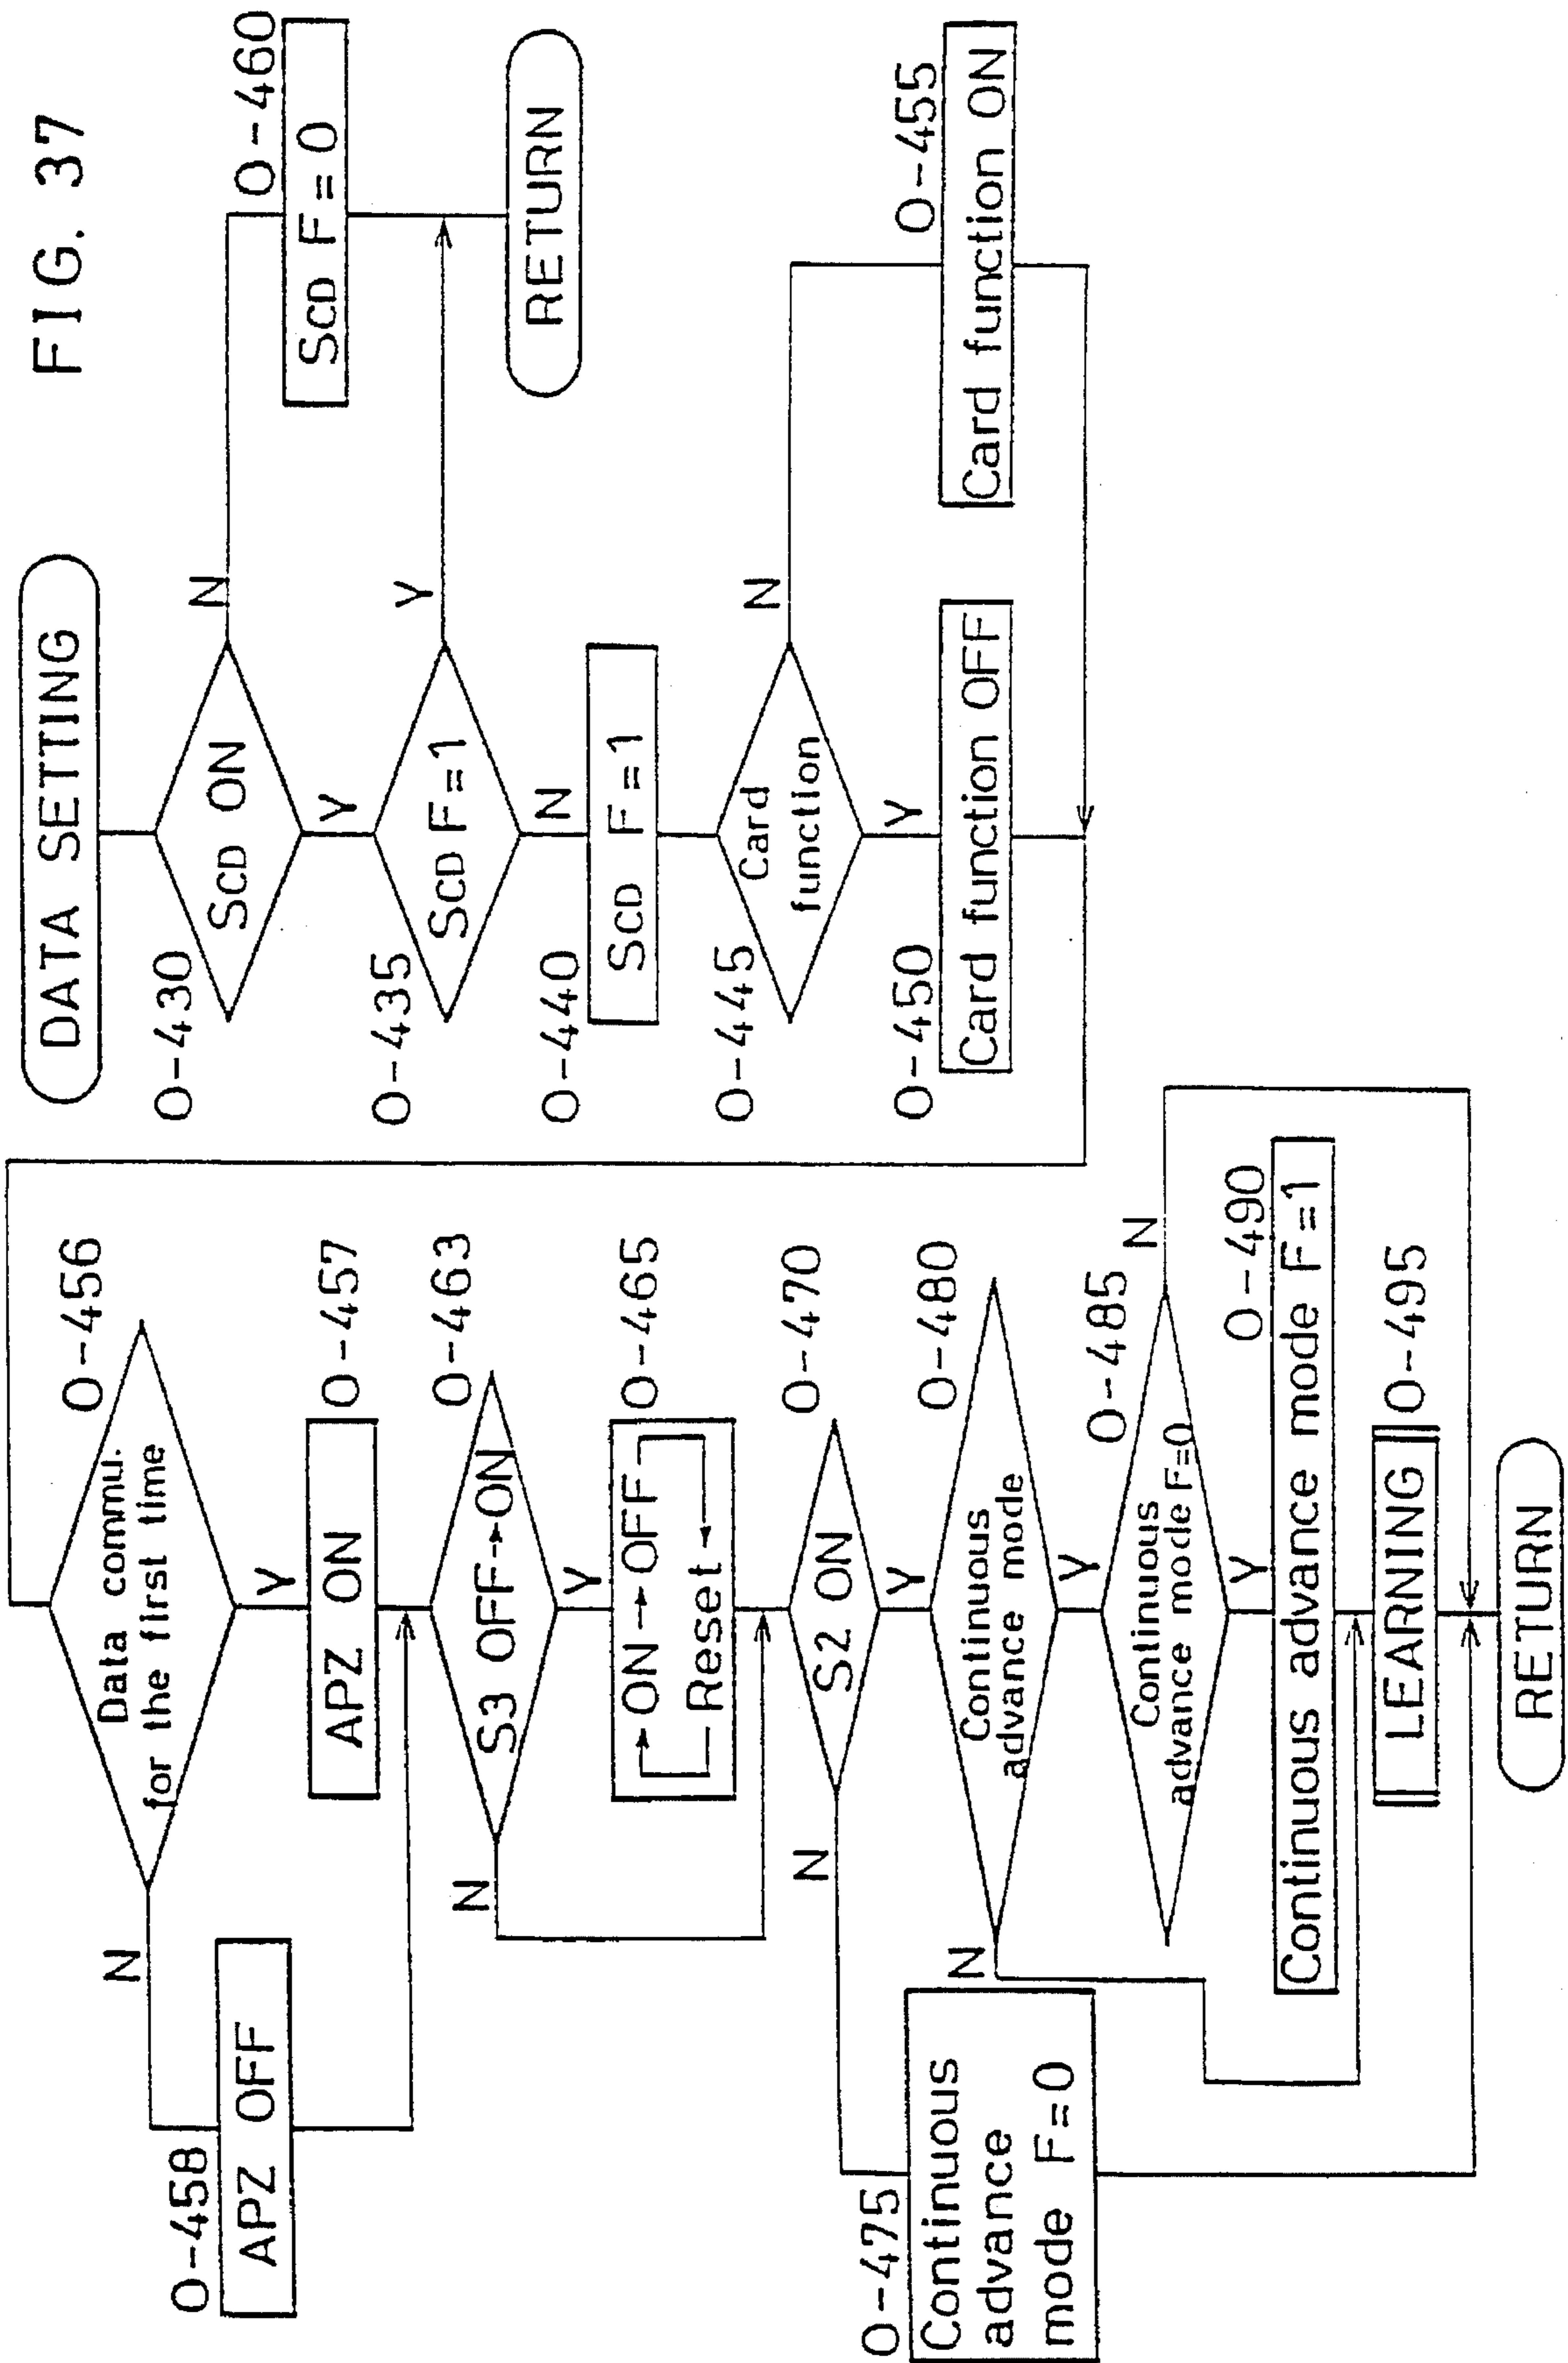 FIG. 37
DATA SETTING
O-430
SCD ON
N
Y
O-460
SCD F=0
O-435
SCD F=1
Y
N
RETURN
O-440
SCD F=1
O-445
Card
function
N
Y
O-450
Card function OFF
O-455
Card function ON
O-456
Data commu.
for the first time
N
Y
O-458
APZ OFF
O-457
APZ ON
O-463
S3 OFF→ON
N
Y
O-465
ON→OFF
Reset
O-470
S2 ON
N
Y
O-475
Continuous
advance
mode F=0
O-480
Continuous
advance mode
N
Y
O-485
Continuous
advance mode F=0
N
Y
O-490
Continuous advance mode F=1
LEARNING
O-495
RETURN